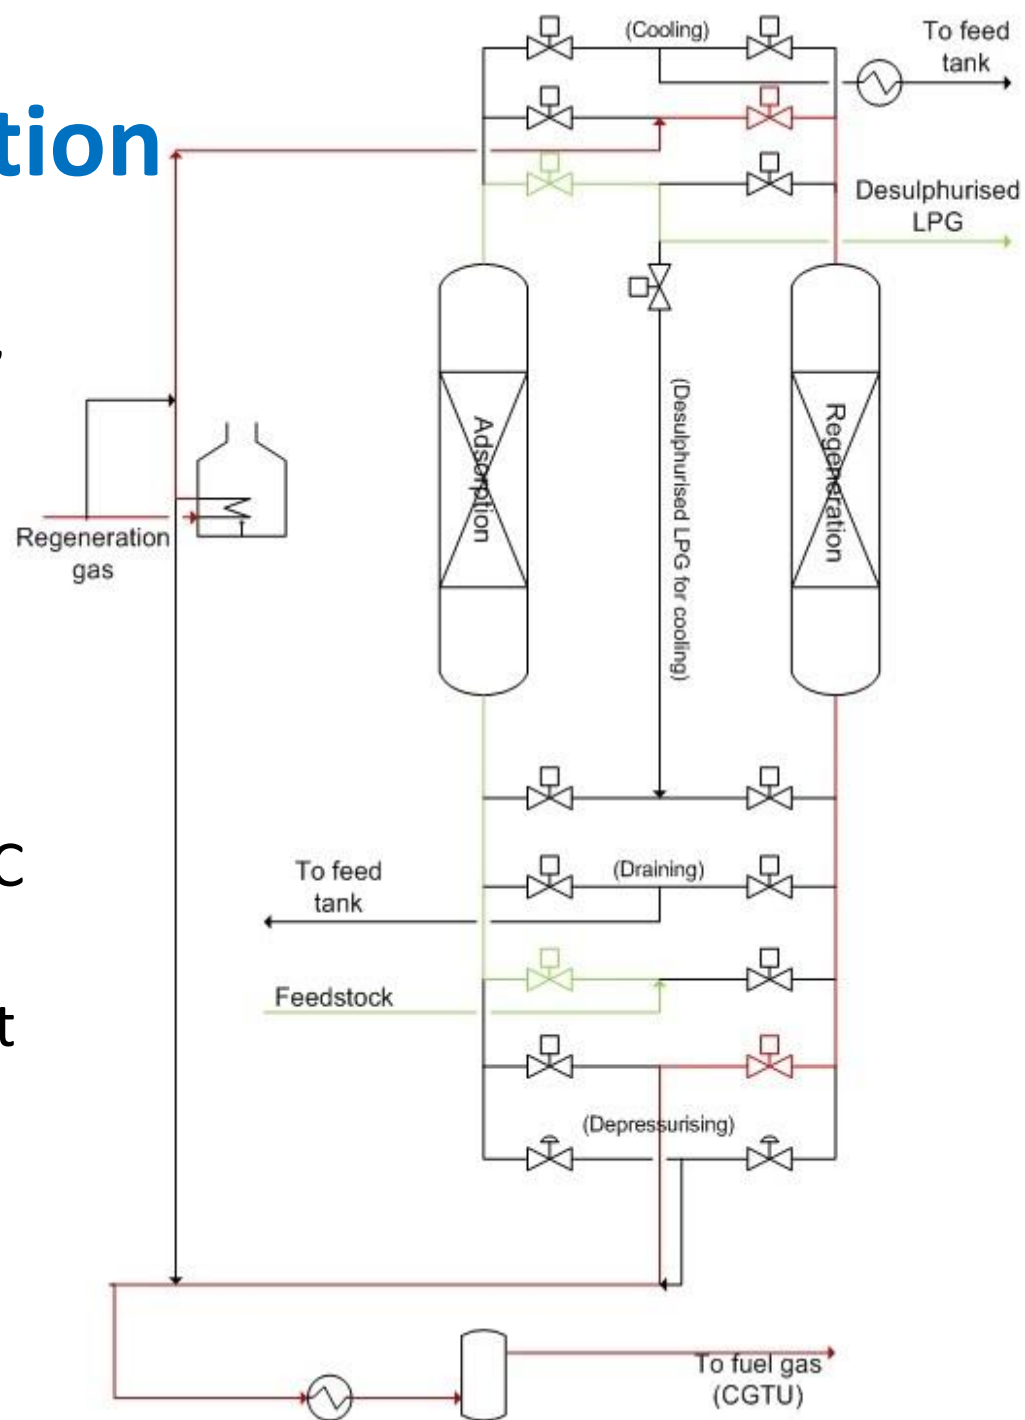 (Cooling)
To feed
tank
tion
Desulphurised
LPG
,
(Desulphurised LPG for cooling)
Adsorption
Regeneration
Regeneration
gas
C
To feed
tank
(Draining)
Feedstock
t
(Depressurising)
To fuel gas
(CGTU)